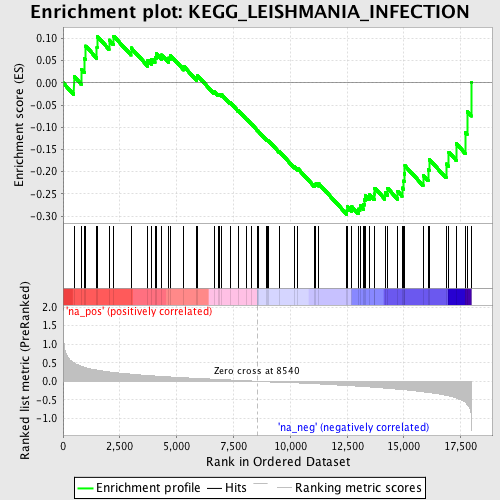 Enrichment plot: KEGG_LEISHMANIA_INFECTION
Enrichment score (ES)
0.10
0.05
0.00
-0.05
-0.10
-0.15
-0.20
-0.25
-0.30
'na_pos' (positively correlated)
Ranked list metric (PreRanked)
2.0
1.5
1.0
0.5
0.0
-0.5
-1.0
Zero cross at 8540
'na_neg' (negatively correlated)
0
2,500
5,000
7,500
10,000
12,500
15,000
17,500
Rank in Ordered Dataset
Enrichment profile
Hits
Ranking metric scores